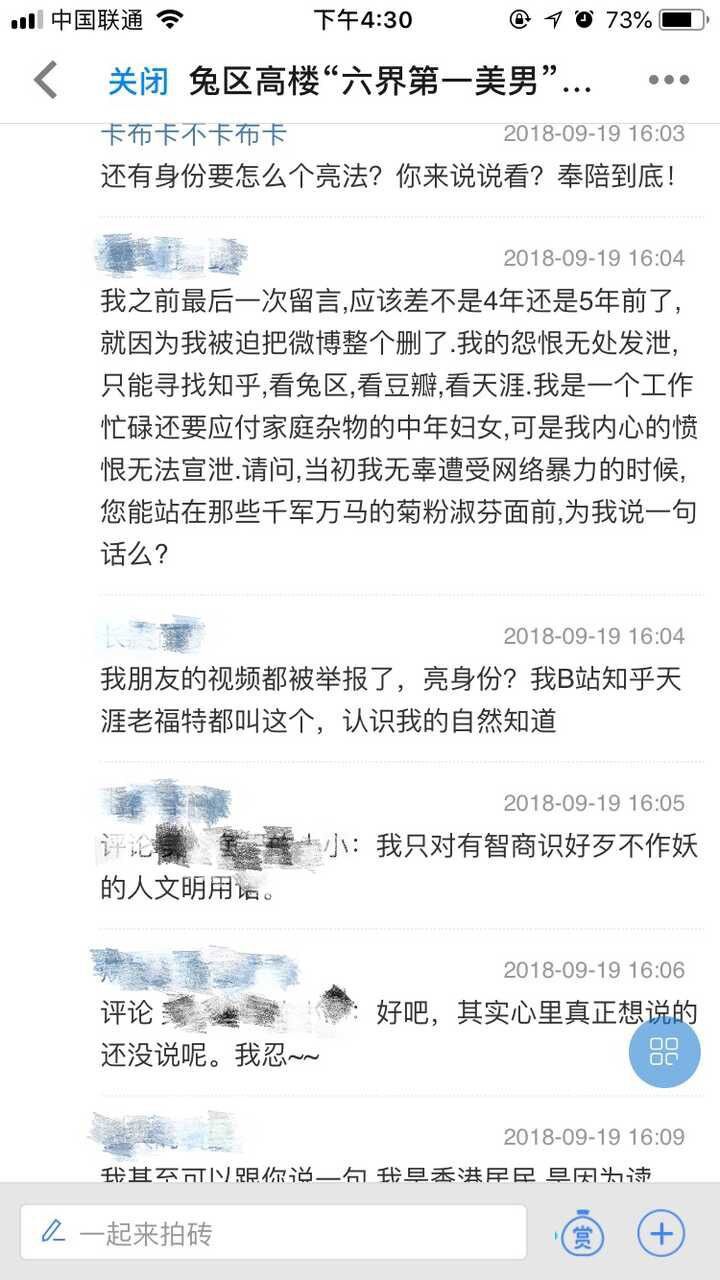 中国联通
下午4:30
73%
关闭 兔区高楼“六界第一美男”...
卡布卡不卡布卡 2018-09-19 16:03
还有身份要怎么个亮法？你来说说看？奉陪到底！
2018-09-19 16:04
我之前最后一次留言,应该差不是4年还是5年前了,
就因为我被迫把微博整个删了.我的怨恨无处发泄,
只能寻找知乎,看兔区,看豆瓣,看天涯.我是一个工作
忙碌还要应付家庭杂物的中年妇女,可是我内心的愤
恨无法宣泄.请问,当初我无辜遭受网络暴力的时候,
您能站在那些千军万马的菊粉淑芬面前,为我说一句
话么?
2018-09-19 16:04
我朋友的视频都被举报了，亮身份？我B站知乎天
涯老福特都叫这个，认识我的自然知道
2018-09-19 16:05
评论 小：我只对有智商识好歹不作妖
的人文明用语。
2018-09-19 16:06
评论 ：好吧，其实心里真正想说的
还没说呢。我忍~~
2018-09-19 16:09
我甚至可以跟你说一句,我是香港居民,是因为读
一起来拍砖
赏